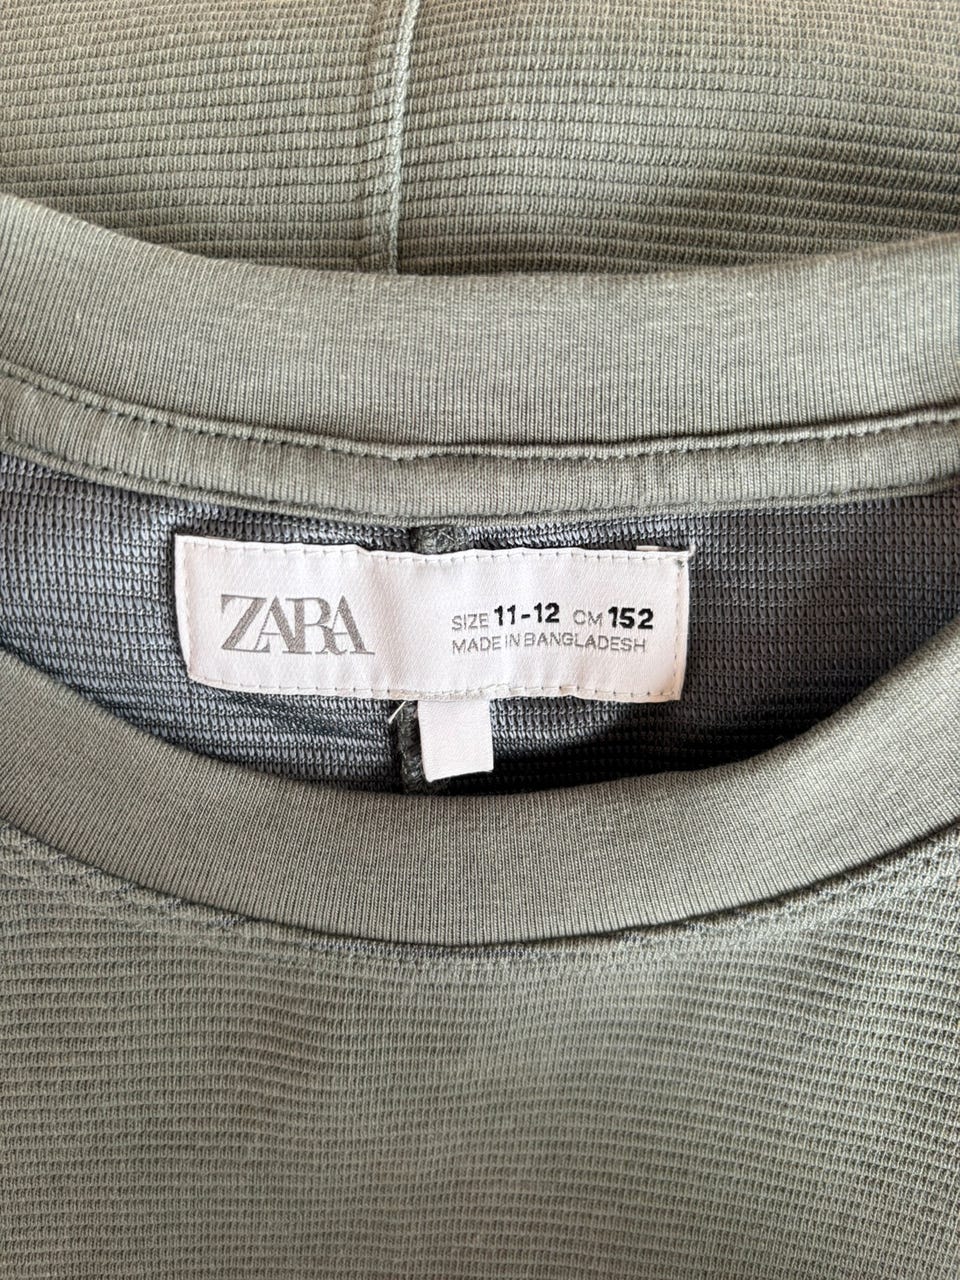 ZARA
SIZE 11-12 CM 152
MADE IN BANGLADESH